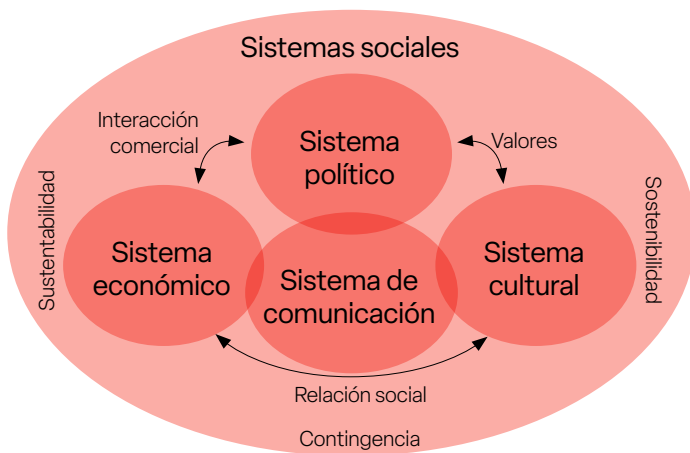 Sistemas sociales
Interacción
comercial
Sistema
político
Valores
Sustentabilidad
Sostenibilidad
Sistema
económico
Sistema de
comunicación
Sistema
cultural
Relación social
Contingencia